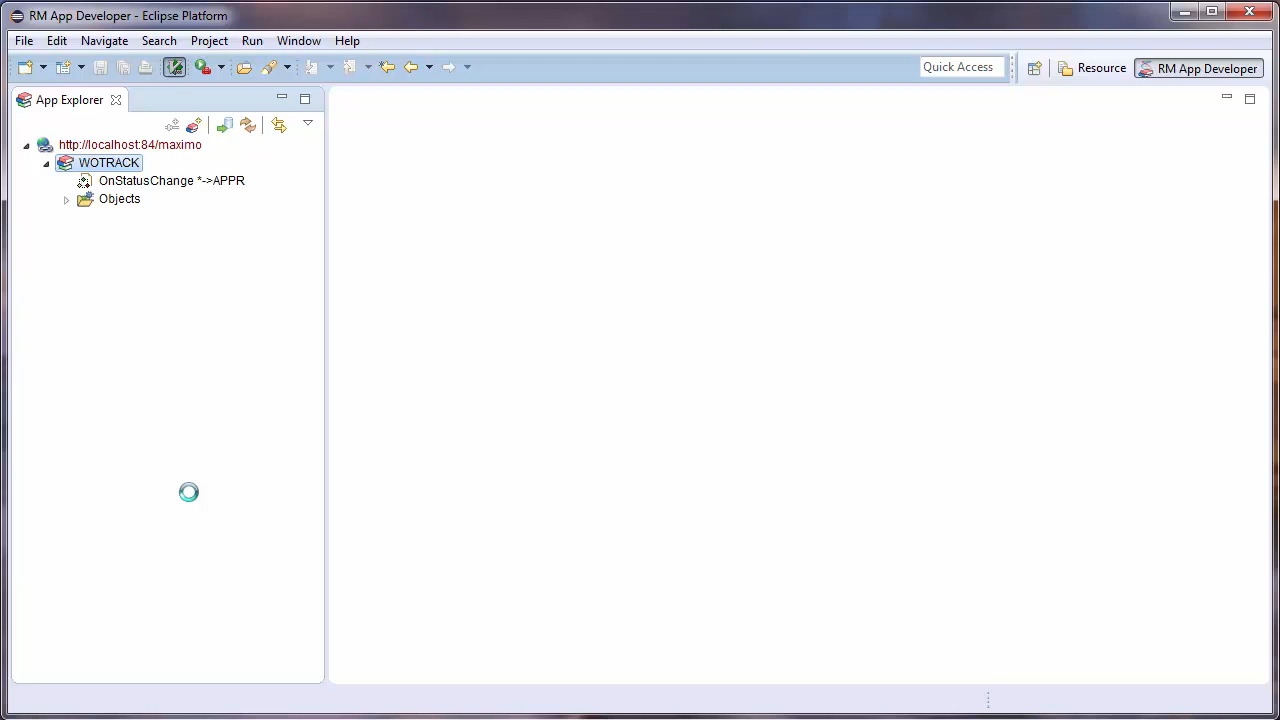 RM App Developer - Eclipse Platform
File Edit Navigate Search Project Run Window Help
Quick Access Resource RM App Developer
App Explorer
http://localhost:84/maximo
WOTRACK
OnStatusChange *->APPR
Objects